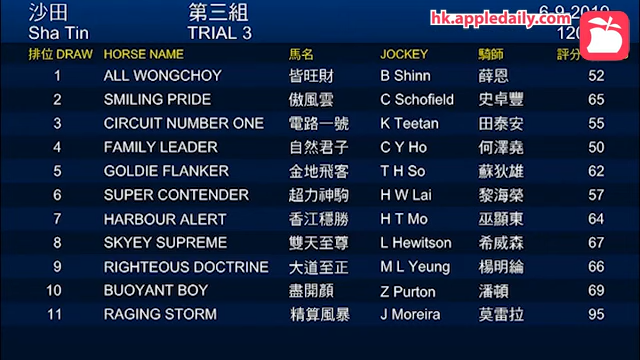 沙田 第三組 hk.appledaily.com
Sha Tin TRIAL 3
排位 DRAW HORSE NAME 馬名 JOCKEY 騎師
1 ALL WONGCHOY 皆旺財 B Shinn 薛恩 52
2 SMILING PRIDE 傲風雲 C Schofield 史卓豐 65
3 CIRCUIT NUMBER ONE 電路一號 K Teetan 田泰安 55
4 FAMILY LEADER 自然君子 C Y Ho 何澤堯 50
5 GOLDIE FLANKER 金地飛客 T H So 蘇狄雄 62
6 SUPER CONTENDER 超力神駒 H W Lai 黎海榮 57
7 HARBOUR ALERT 香江穩勝 H T Mo 巫顯東 64
8 SKYEY SUPREME 雙天至尊 L Hewitson 希威森 67
9 RIGHTEOUS DOCTRINE 大道至正 M L Yeung 楊明綸 66
10 BUOYANT BOY 盡開顏 Z Purton 潘頓 69
11 RAGING STORM 精算風暴 J Moreira 莫雷拉 95